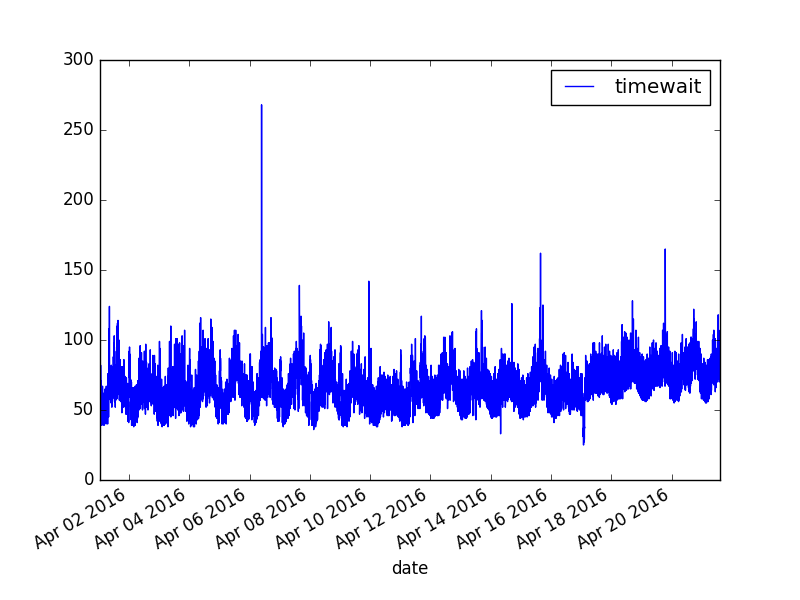 300
timewait
250
200
150
100
50
0
Apr 02 2016
Apr 04 2016
Apr 06 2016
Apr 08 2016
Apr 10 2016
Apr 12 2016
Apr 14 2016
Apr 16 2016
Apr 18 2016
Apr 20 2016
date